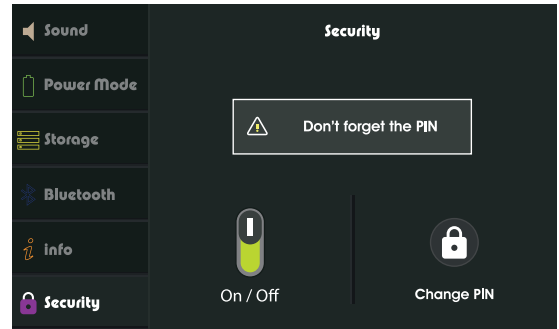 Sound
Power Mode
Storage
Bluetooth
info
Security
Security
Don't forget the PIN
On / Off
Change PIN